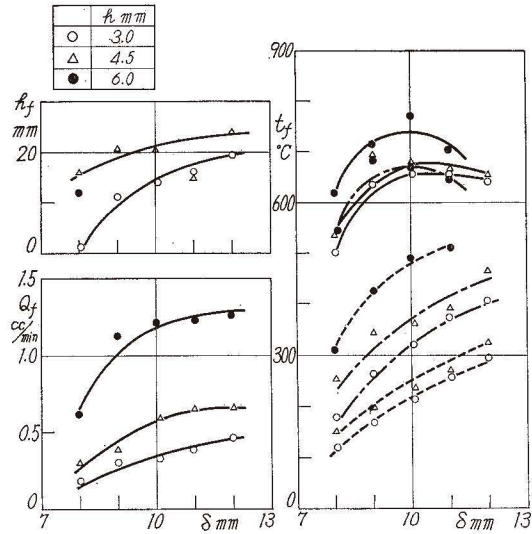 h mm
○ 3.0
△ 4.5
● 6.0
h_f
mm
20
0
1.5
Q_f
cc/min
1.0
0.5
0
7 10 δ mm 13
900
t_f
°C
600
300
0
7 10 δ mm 13